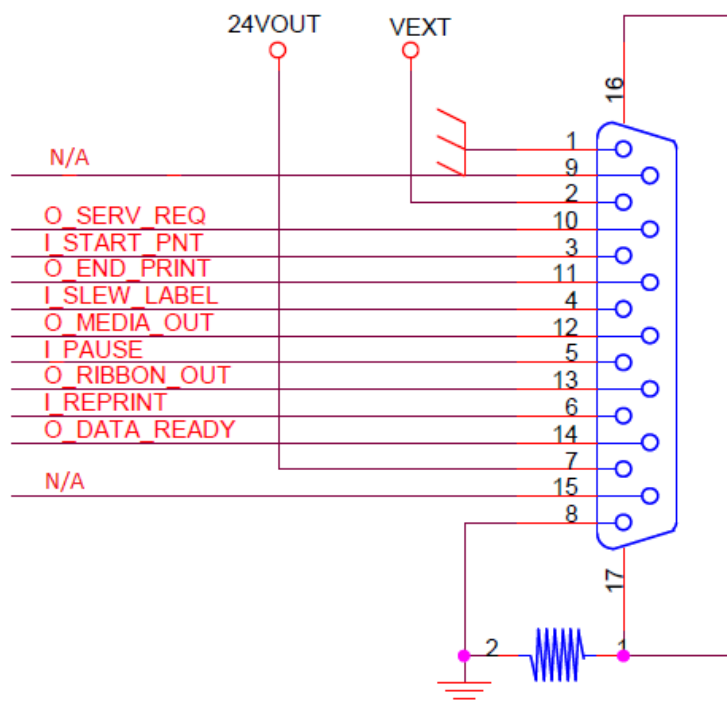 24VOUT VEXT
16
1
N/A
9
2
O_SERV_REQ
10
I_START_PNT
3
O_END_PRINT
11
I_SLEW_LABEL
4
O_MEDIA_OUT
12
I_PAUSE
5
O_RIBBON_OUT
13
I_REPRINT
6
O_DATA_READY
14
7
N/A
15
8
17
2 1